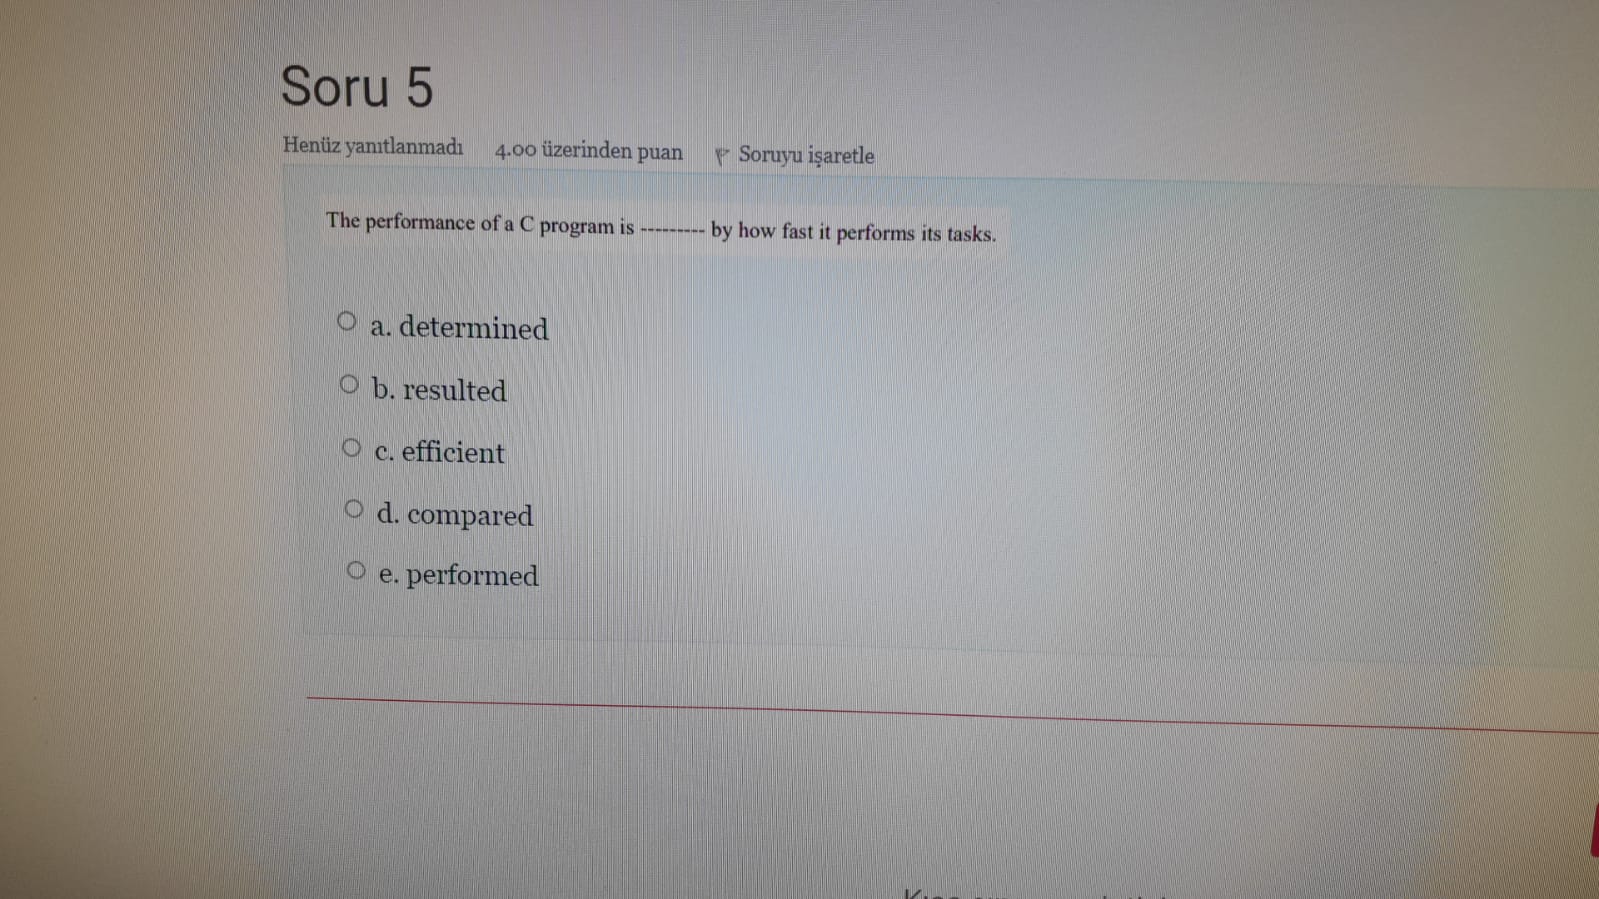 Soru 5
Henüz yanıtlanmadı 4.00 üzerinden puan Soruyu işaretle
The performance of a C program is --------- by how fast it performs its tasks.
a. determined
b. resulted
c. efficient
d. compared
e. performed